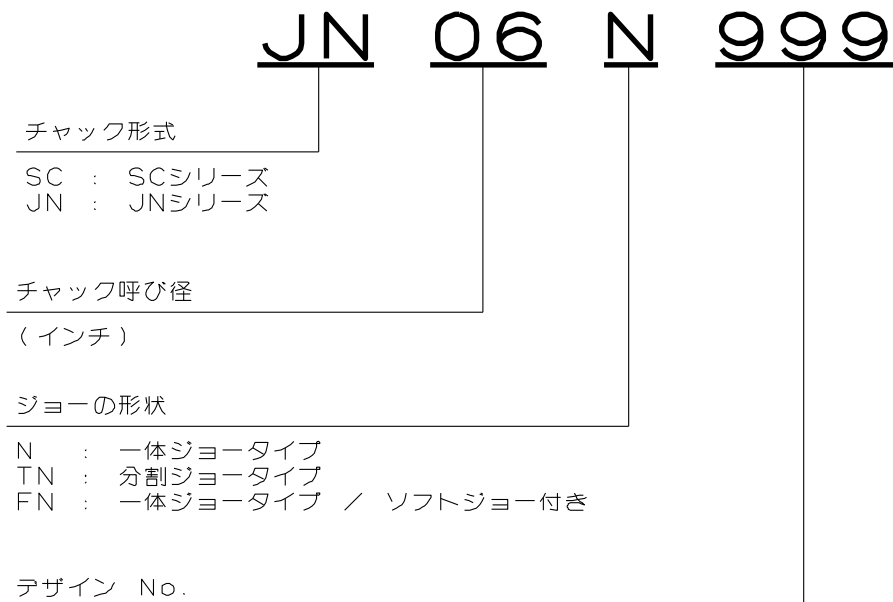 JN 06 N 999
チャック形式
SC : SCシリーズ
JN : JNシリーズ
チャック呼び径
(インチ)
ジョーの形状
N : 一体ジョータイプ
TN : 分割ジョータイプ
FN : 一体ジョータイプ / ソフトジョー付き
デザイン No.